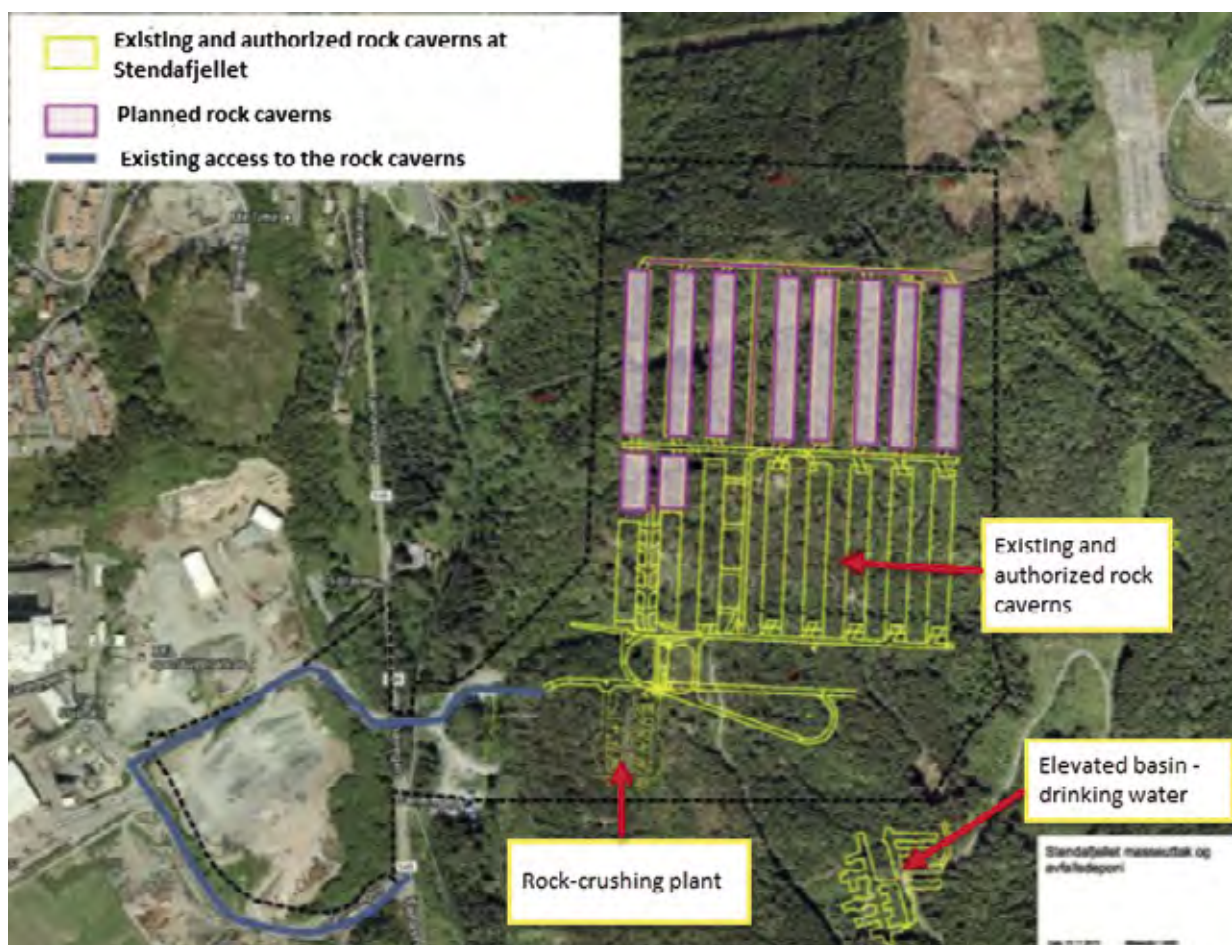 Existing and authorized rock caverns at
Stendafjellet
Planned rock caverns
Existing access to the rock caverns
Existing and
authorized rock
caverns
Elevated basin -
drinking water
Rock-crushing plant
Stendafjellet masseuttak og
avfallsdeponi